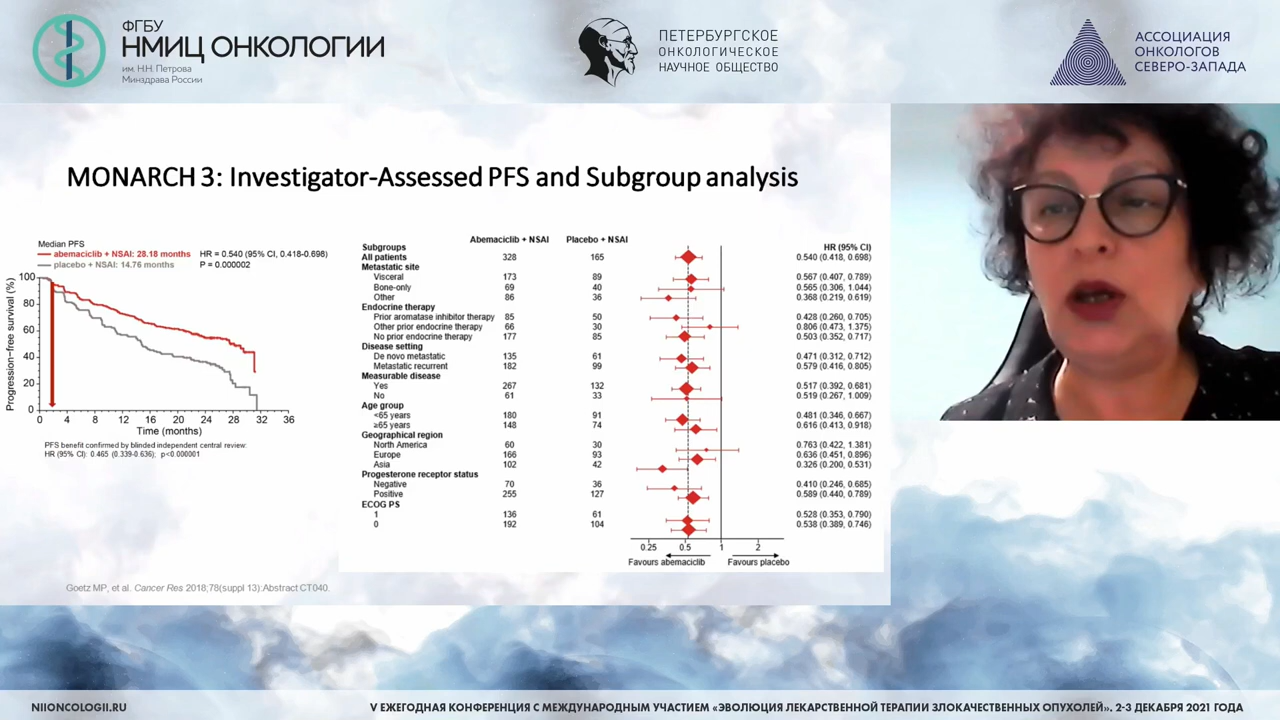 ФГБУ
НМИЦ ОНКОЛОГИИ
им. Н.Н. Петрова
Минздрава России
ПЕТЕРБУРГСКОЕ
ОНКОЛОГИЧЕСКОЕ
НАУЧНОЕ ОБЩЕСТВО
АССОЦИАЦИЯ
ОНКОЛОГОВ
СЕВЕРО-ЗАПАДА
MONARCH 3: Investigator-Assessed PFS and Subgroup analysis
Median PFS
abemaciclib + NSAI: 28.18 months HR = 0.540 (95% CI, 0.418-0.698)
placebo + NSAI: 14.76 months P = 0.000002
Progression-free survival (%)
100
80
60
40
20
0
0 4 8 12 16 20 24 28 32 36
Time (months)
PFS benefit confirmed by blinded independent central review:
HR (95% CI): 0.465 (0.339-0.636); p<0.000001
Abemaciclib + NSAI Placebo + NSAI
Subgroups HR (95% CI)
All patients 328 165 0.540 (0.418, 0.698)
Metastatic site
Visceral 173 89 0.567 (0.407, 0.789)
Bone-only 69 40 0.565 (0.306, 1.044)
Other 86 36 0.368 (0.219, 0.619)
Endocrine therapy
Prior aromatase inhibitor therapy 85 50 0.428 (0.260, 0.705)
Other prior endocrine therapy 66 30 0.806 (0.473, 1.375)
No prior endocrine therapy 177 85 0.503 (0.352, 0.717)
Disease setting
De novo metastatic 135 61 0.471 (0.312, 0.712)
Metastatic recurrent 182 99 0.579 (0.416, 0.805)
Measurable disease
Yes 267 132 0.517 (0.392, 0.681)
No 61 33 0.519 (0.267, 1.009)
Age group
<65 years 180 91 0.481 (0.346, 0.667)
≥65 years 148 74 0.616 (0.413, 0.918)
Geographical region
North America 60 30 0.763 (0.422, 1.381)
Europe 166 93 0.636 (0.451, 0.896)
Asia 102 42 0.326 (0.200, 0.531)
Progesterone receptor status
Negative 70 36 0.410 (0.246, 0.685)
Positive 255 127 0.589 (0.440, 0.789)
ECOG PS
1 136 61 0.528 (0.353, 0.790)
0 192 104 0.538 (0.389, 0.746)
0.25 0.5 1 2
Favours abemaciclib Favours placebo
Goetz MP, et al. Cancer Res 2018;78(suppl 13):Abstract CT040.
NIIONCOLOGII.RU
V ЕЖЕГОДНАЯ КОНФЕРЕНЦИЯ С МЕЖДУНАРОДНЫМ УЧАСТИЕМ «ЭВОЛЮЦИЯ ЛЕКАРСТВЕННОЙ ТЕРАПИИ ЗЛОКАЧЕСТВЕННЫХ ОПУХОЛЕЙ». 2-3 ДЕКАБРЯ 2021 ГОДА